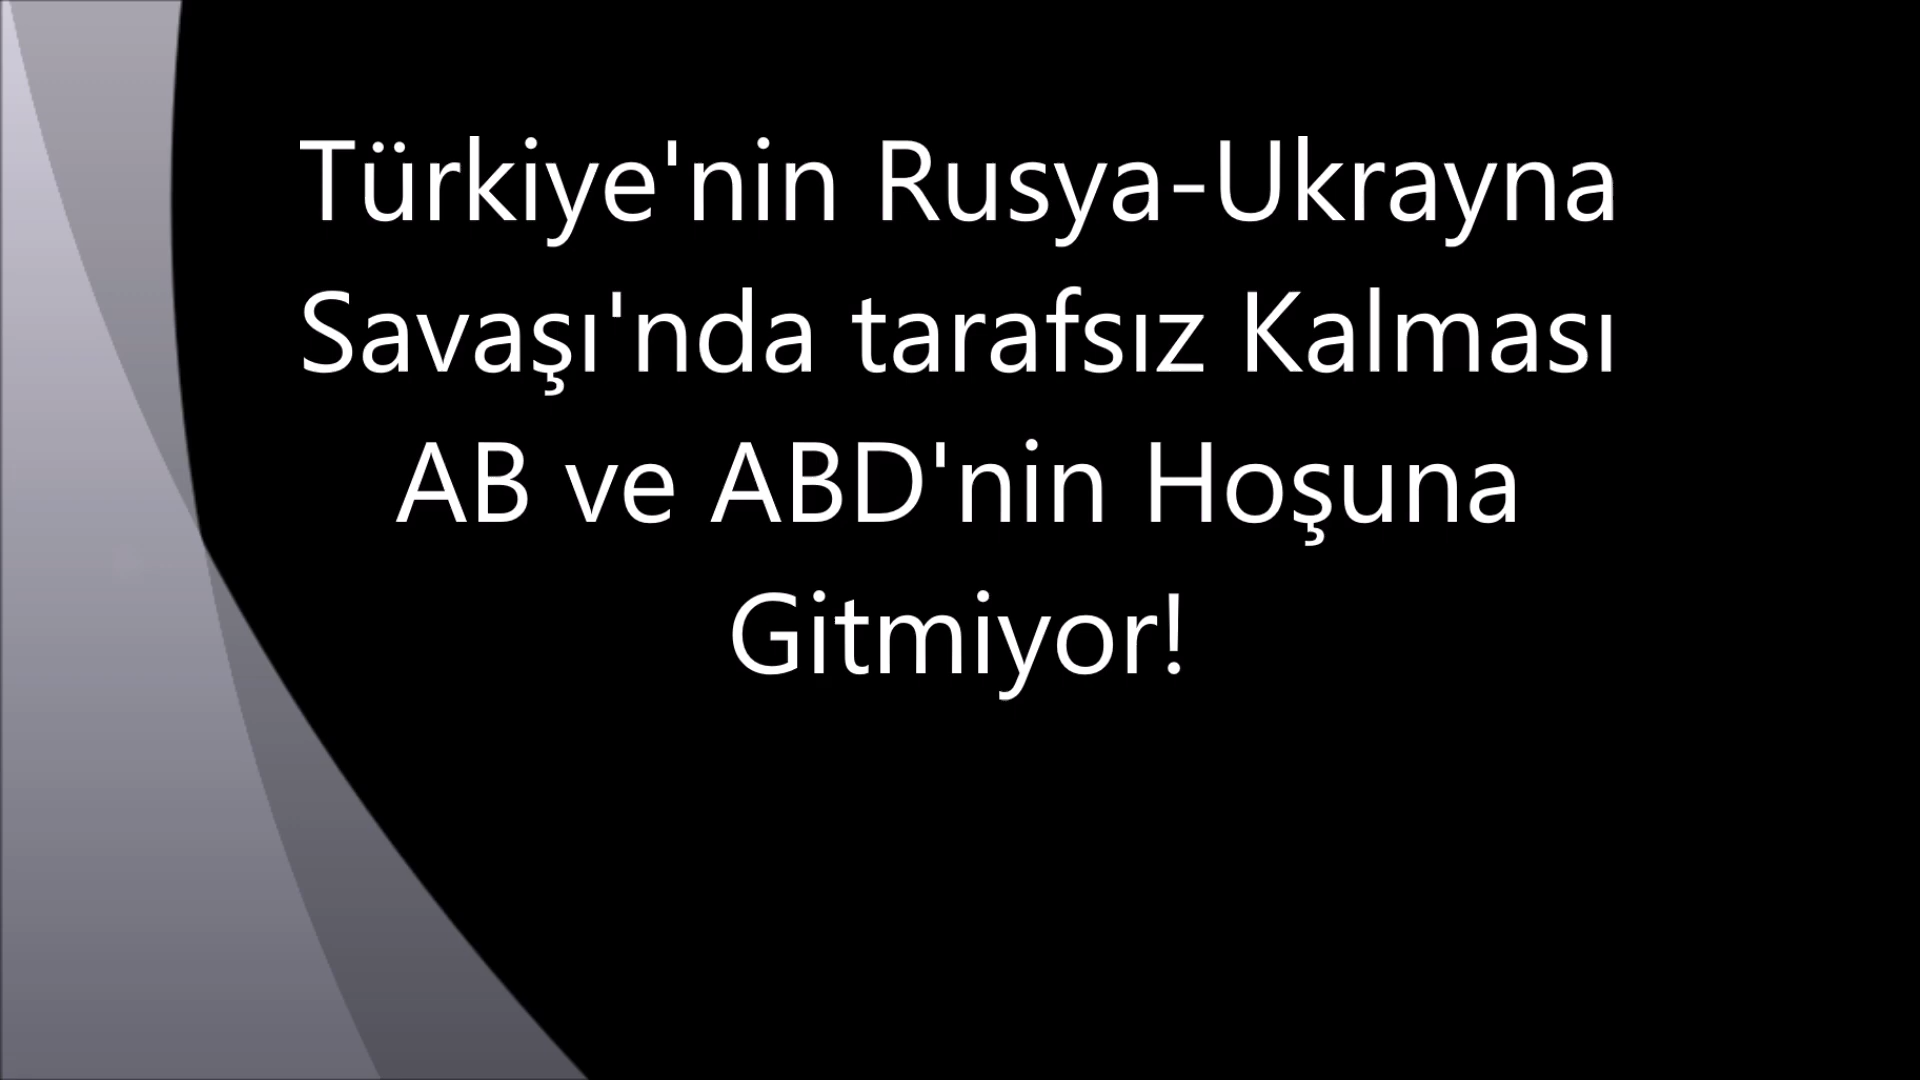 Türkiye'nin Rusya-Ukrayna
Savaşı'nda tarafsız Kalması
AB ve ABD'nin Hoşuna
Gitmiyor!